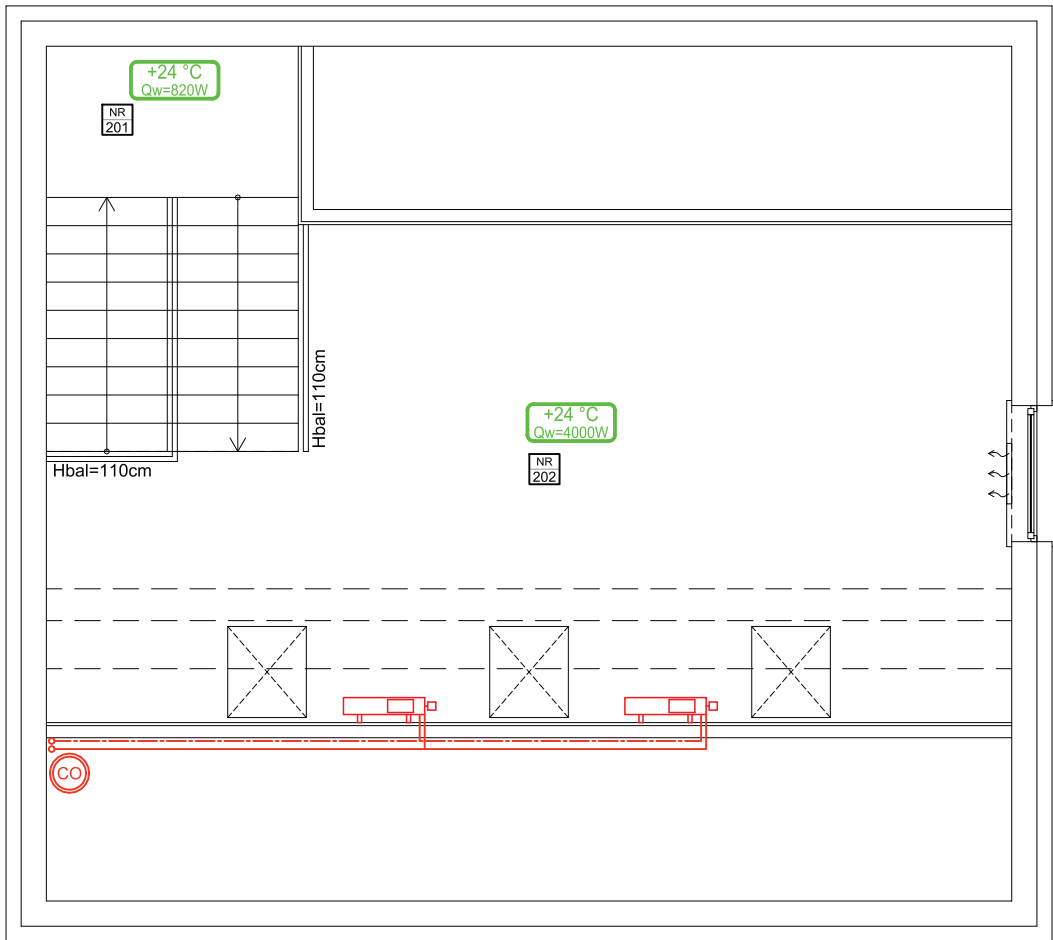 +24 °C
Qw=820W
NR
201
Hbal=110cm
Hbal=110cm
+24 °C
Qw=4000W
NR
202
CO